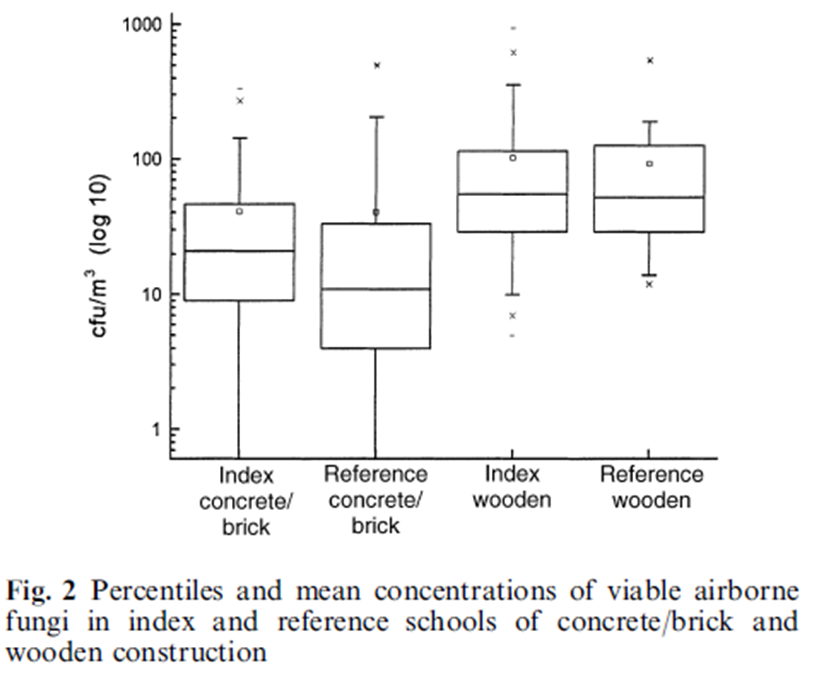 1000
100
10
1
cfu/m³ (log 10)
Index
concrete/
brick
Reference
concrete/
brick
Index
wooden
Reference
wooden
Fig. 2 Percentiles and mean concentrations of viable airborne
fungi in index and reference schools of concrete/brick and
wooden construction